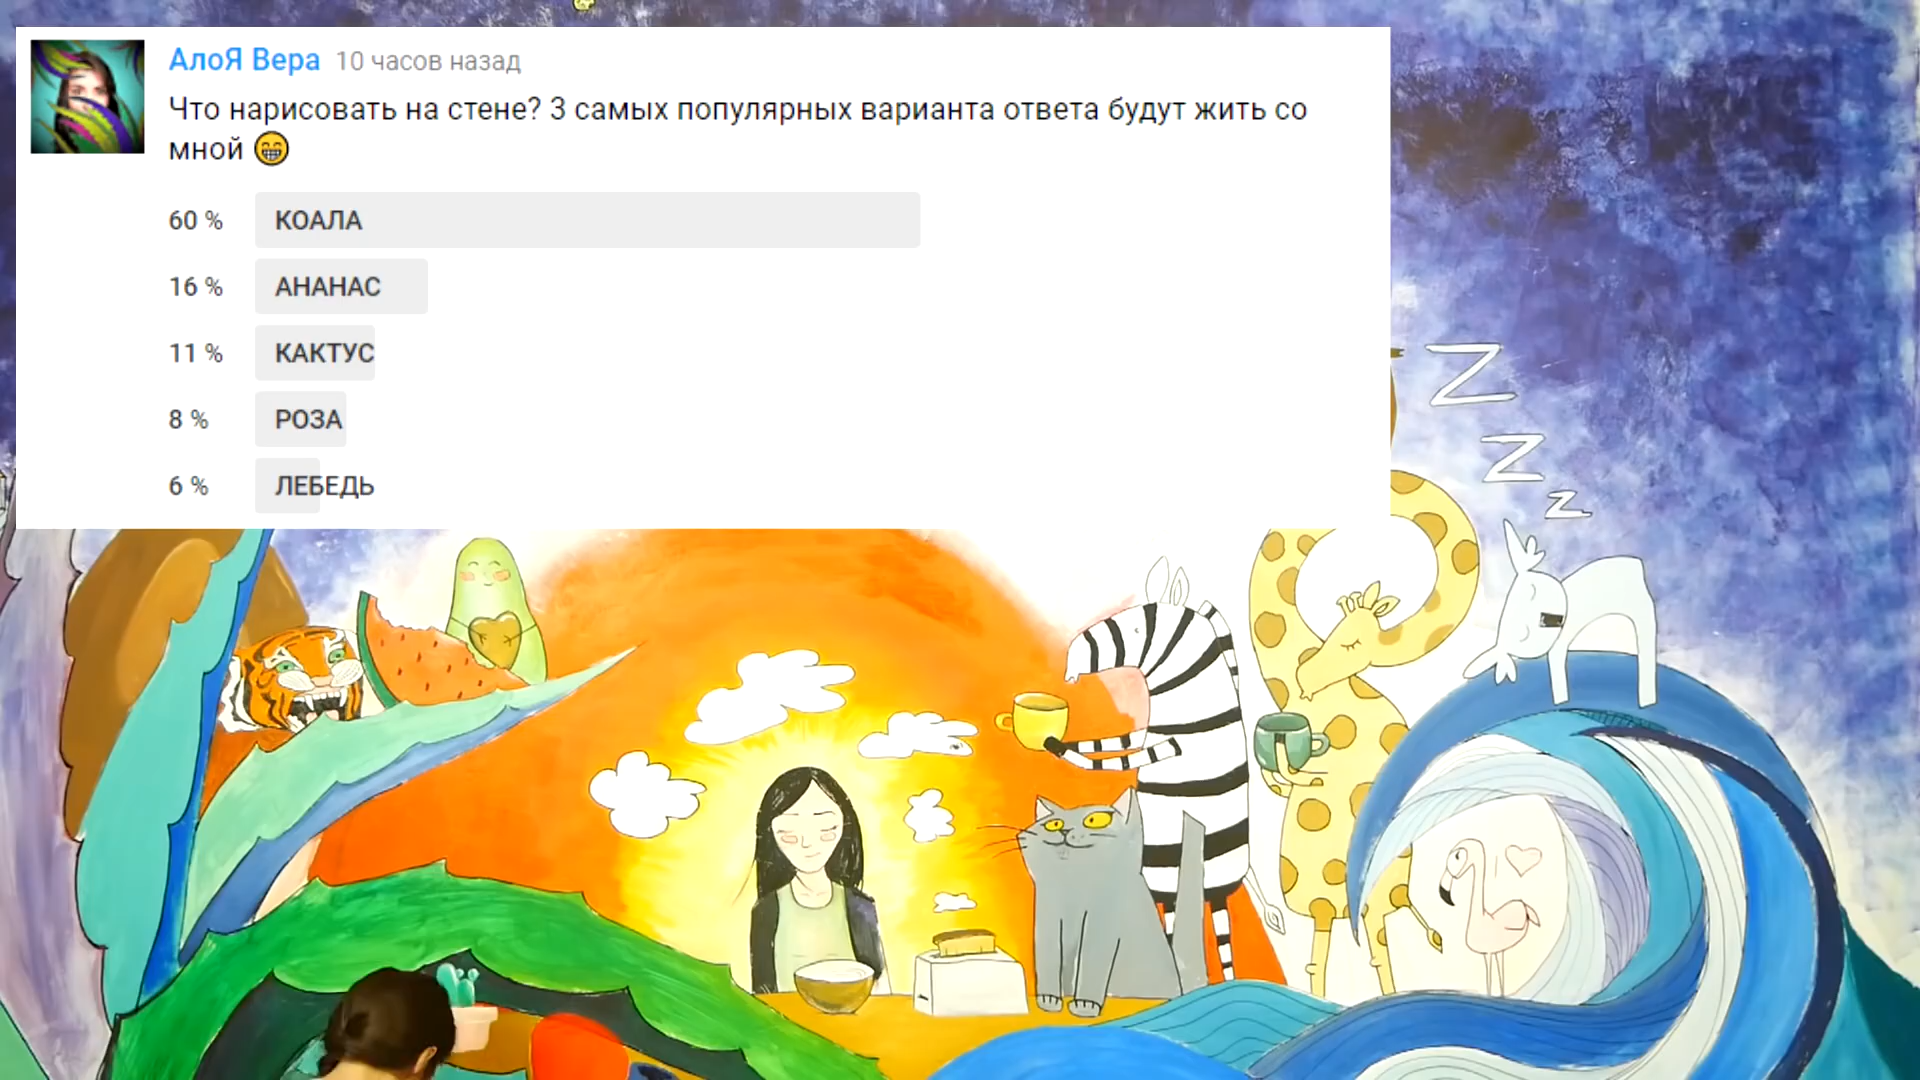 АлоЯ Вера 10 часов назад
Что нарисовать на стене? 3 самых популярных варианта ответа будут жить со
мной 😁
60 % КОАЛА
16 % АНАНАС
11 % КАКТУС
8 % РОЗА
6 % ЛЕБЕДЬ
Z
Z
Z